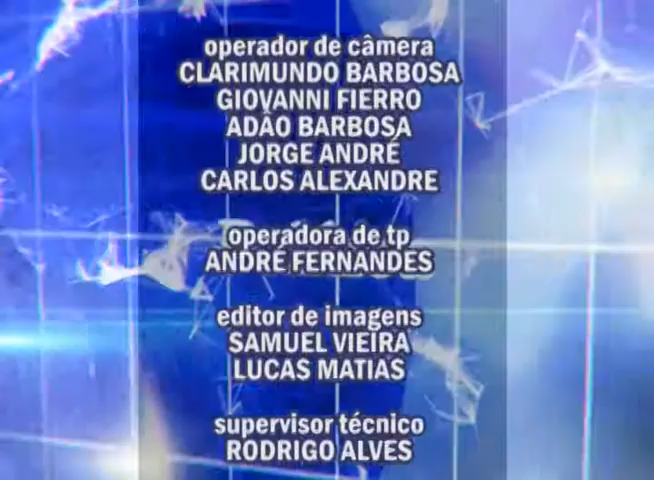 operador de câmera
CLARIMUNDO BARBOSA
GIOVANNI FIERRO
ADÃO BARBOSA
JORGE ANDRÉ
CARLOS ALEXANDRE
operadora de tp
ANDRÉ FERNANDES
editor de imagens
SAMUEL VIEIRA
LUCAS MATIAS
supervisor técnico
RODRIGO ALVES